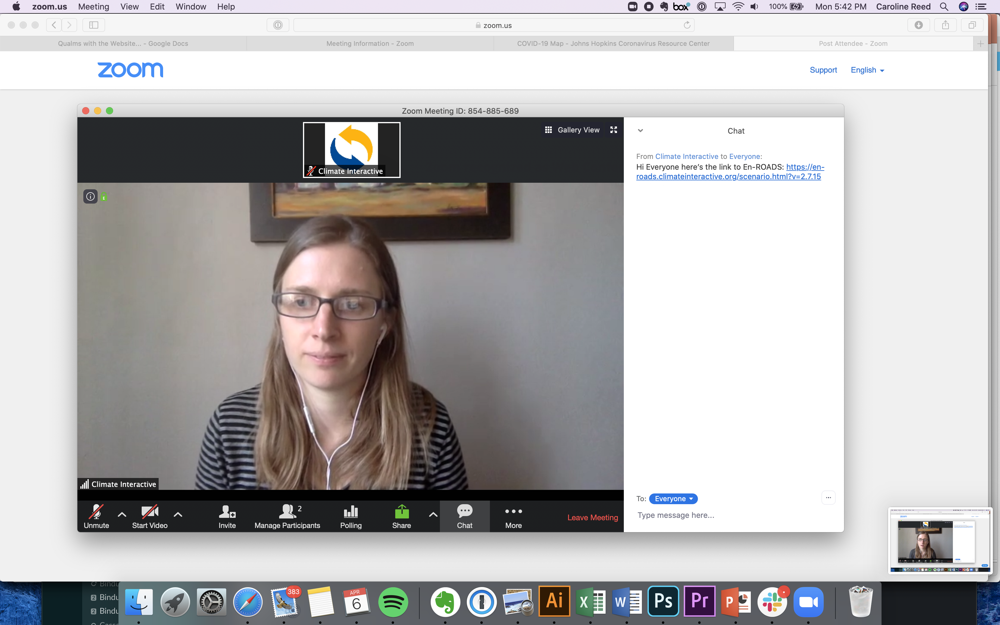 zoom.us Meeting View Edit Window Help box 100% Mon 5:42 PM Caroline Reed
zoom.us
Qualms with the Website... - Google Docs
Meeting Information - Zoom
COVID-19 Map - Johns Hopkins Coronavirus Resource Center
Post Attendee - Zoom
zoom
Support English
Zoom Meeting ID: 854-885-689
Climate Interactive
Gallery View
Chat
From Climate Interactive to Everyone:
Hi Everyone here's the link to En-ROADS: https://en-
roads.climateinteractive.org/scenario.html?v=2.7.15
E
Climate Interactive
To: Everyone
Type message here...
Unmute
Start Video
Invite
2
Manage Participants
Polling
Share
Chat
More
Leave Meeting
2 Bindu
2 Bindu
383
APR
6
Ai
X
W
Ps
Pr
P